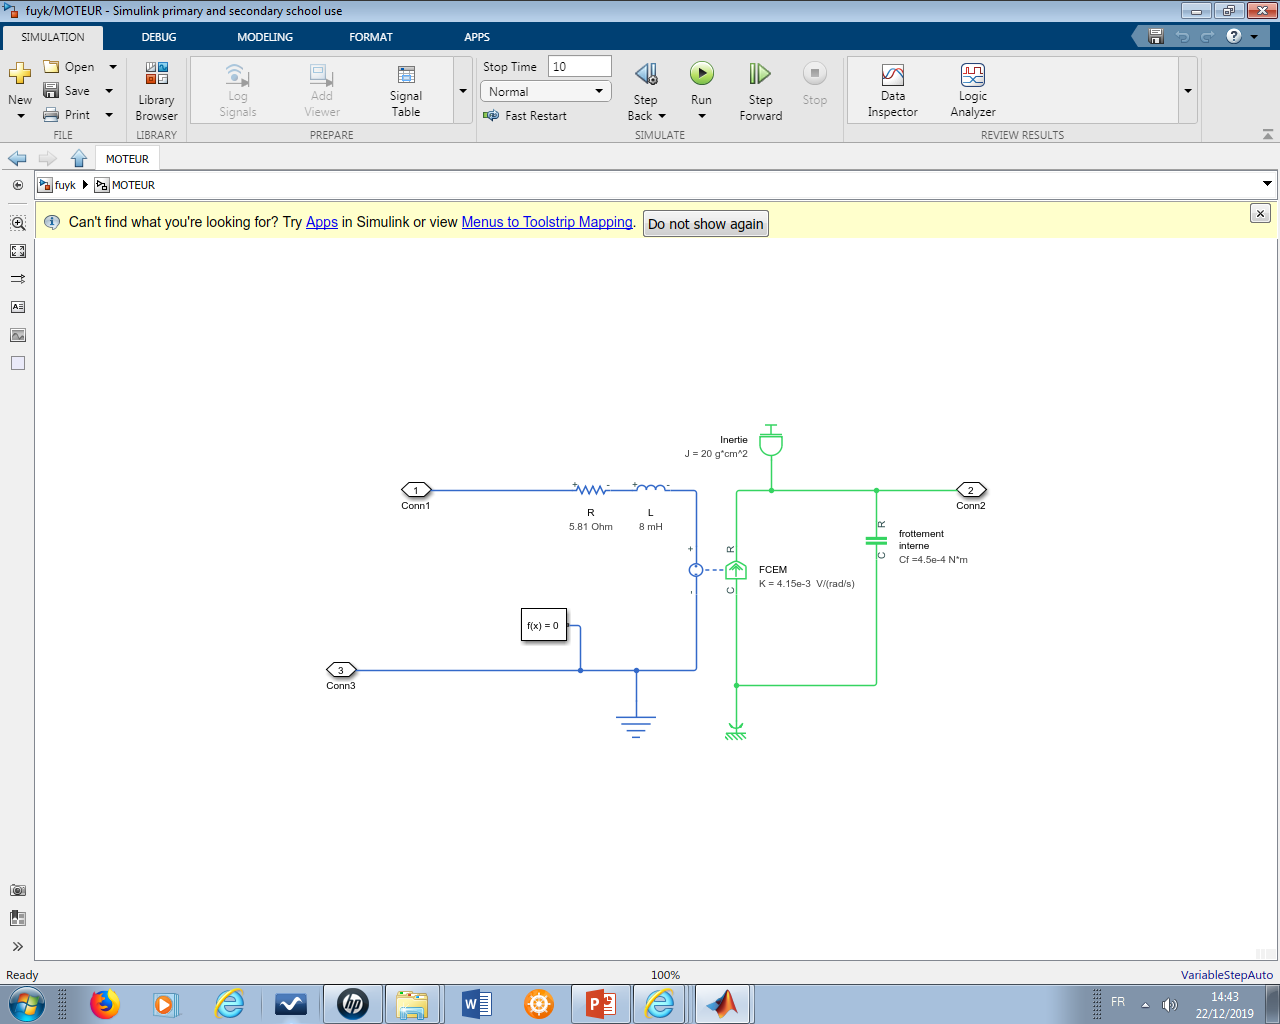 fuyk/MOTEUR - Simulink primary and secondary school use
SIMULATION DEBUG MODELING FORMAT APPS
New
Open
Save
Print
FILE
Library
Browser
LIBRARY
Log
Signals
Add
Viewer
Signal
Table
PREPARE
Stop Time 10
Normal
Fast Restart
Step
Back
Run
Step
Forward
Stop
SIMULATE
Data
Inspector
Logic
Analyzer
REVIEW RESULTS
MOTEUR
fuyk MOTEUR
Can't find what you're looking for? Try Apps in Simulink or view Menus to Toolstrip Mapping. Do not show again
Inertie
J = 20 g*cm^2
1
Conn1
+ -
R
5.81 Ohm
+ -
L
8 mH
2
Conn2
R
C
frottement
interne
Cf =4.5e-4 N*m
+
-
R
C
FCEM
K = 4.15e-3 V/(rad/s)
f(x) = 0
3
Conn3
Ready 100% VariableStepAuto
FR
14:43
22/12/2019